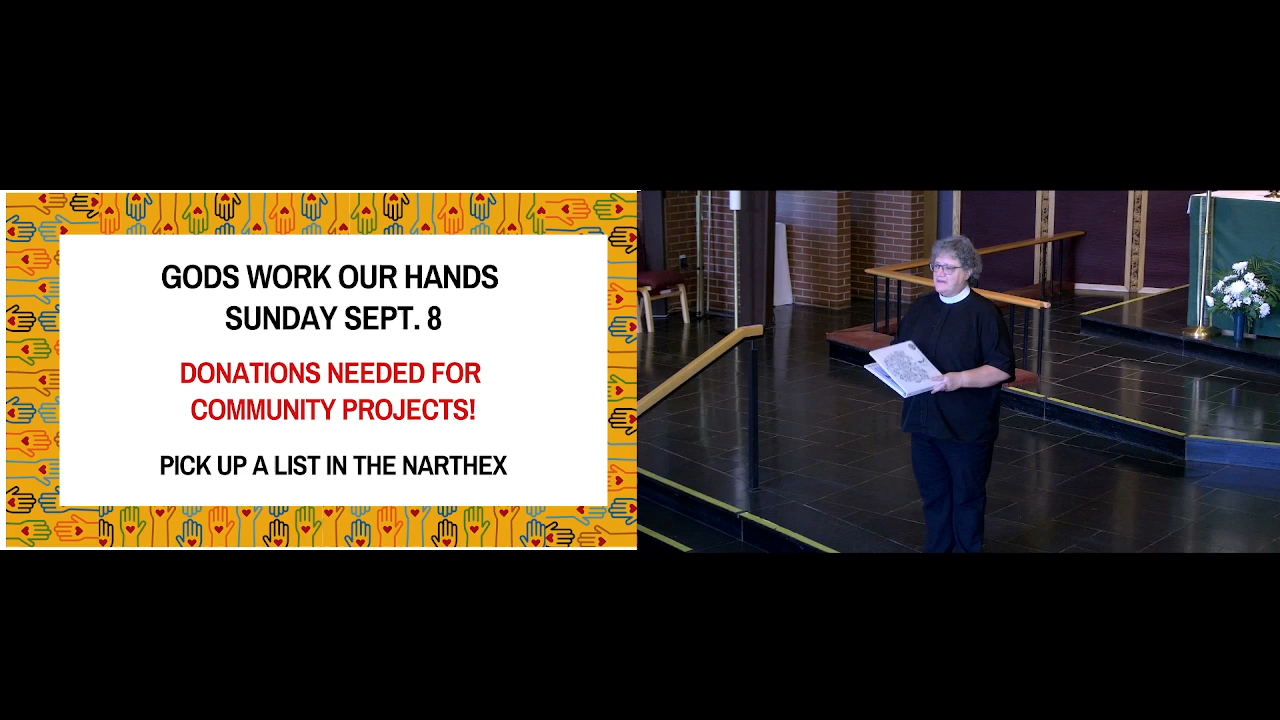 GODS WORK OUR HANDS
SUNDAY SEPT. 8
DONATIONS NEEDED FOR
COMMUNITY PROJECTS!
PICK UP A LIST IN THE NARTHEX